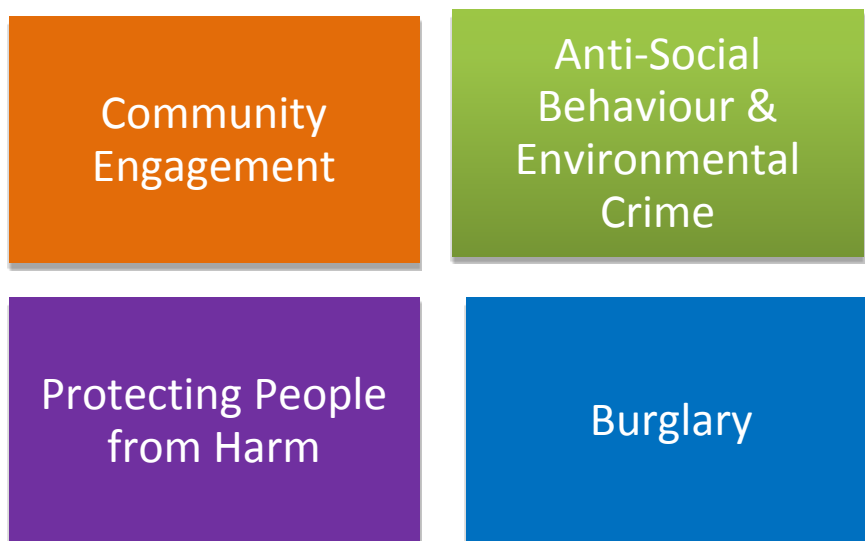 Community
Engagement
Anti-Social
Behaviour &
Environmental
Crime
Protecting People
from Harm
Burglary